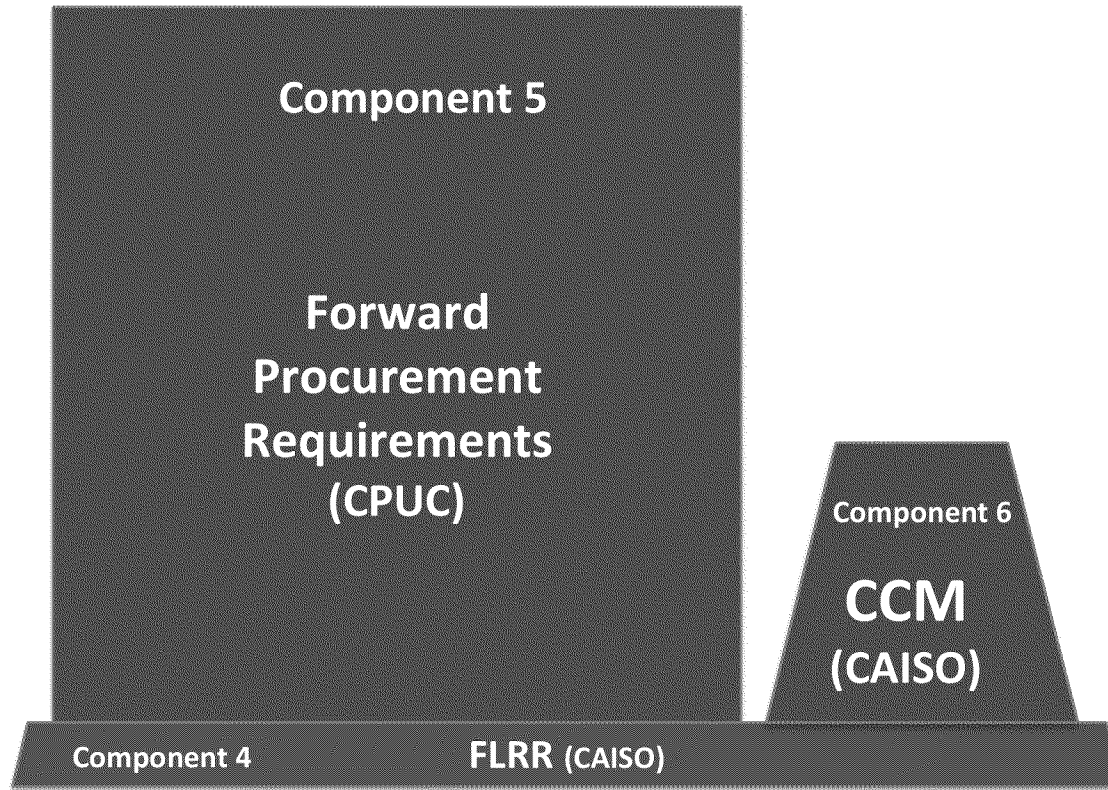 Component 5
Forward
Procurement
Requirements
(CPUC)
Component 6
CCM
(CAISO)
Component 4 FLRR (CAISO)